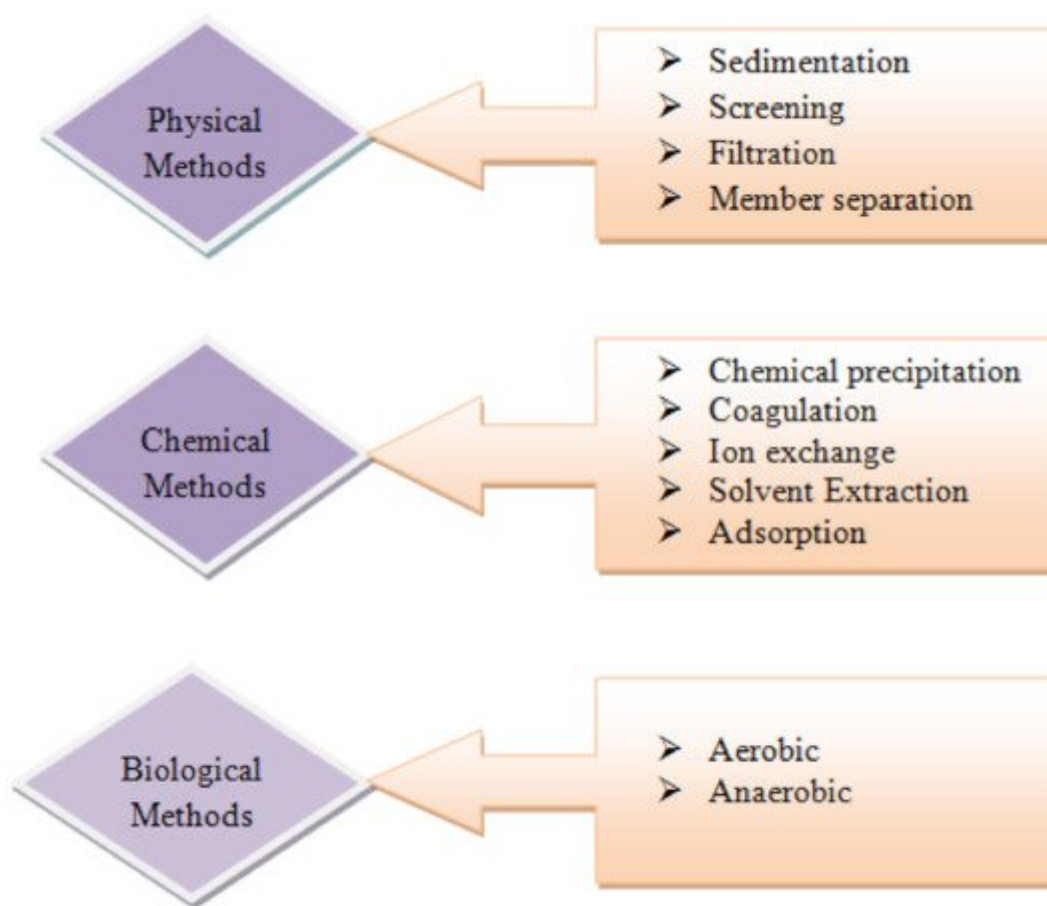 Physical
Methods
➢ Sedimentation
➢ Screening
➢ Filtration
➢ Member separation
Chemical
Methods
➢ Chemical precipitation
➢ Coagulation
➢ Ion exchange
➢ Solvent Extraction
➢ Adsorption
Biological
Methods
➢ Aerobic
➢ Anaerobic